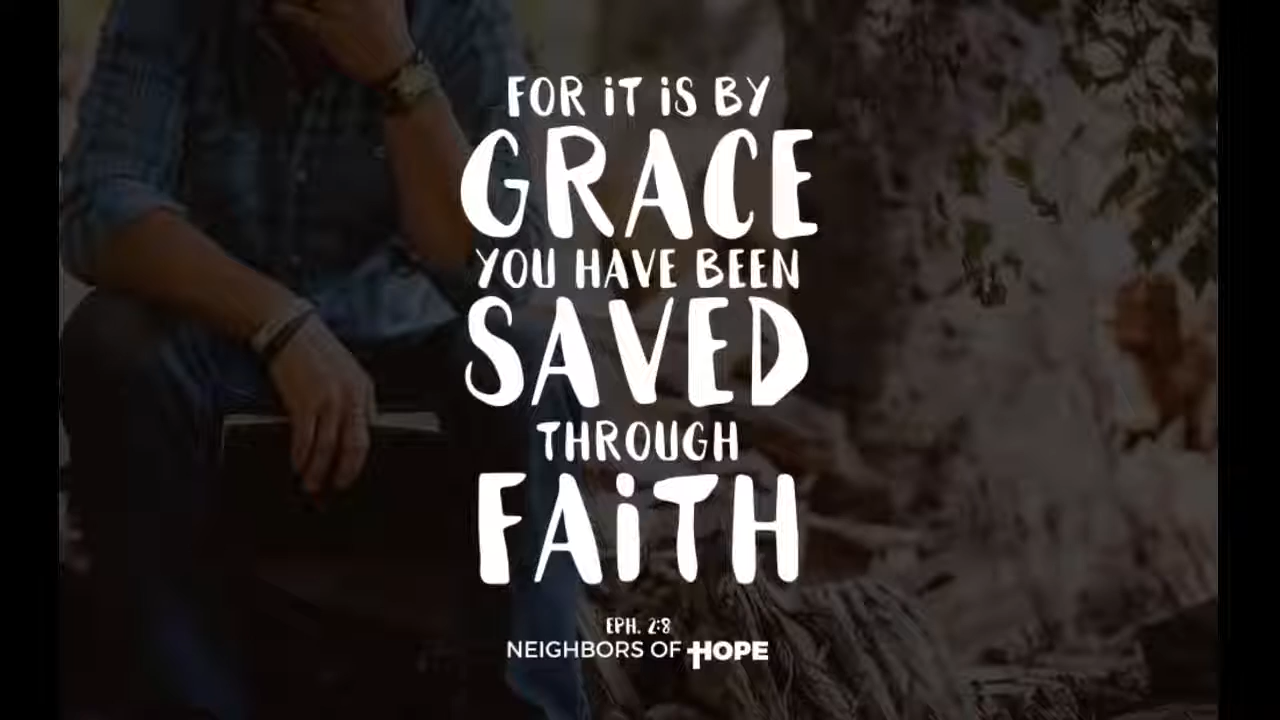 FOR iT iS BY
GRACE
YOU HAVE BEEN
SAVED
THROUGH
FAiTH
EPH. 2:8
NEIGHBORS OF HOPE